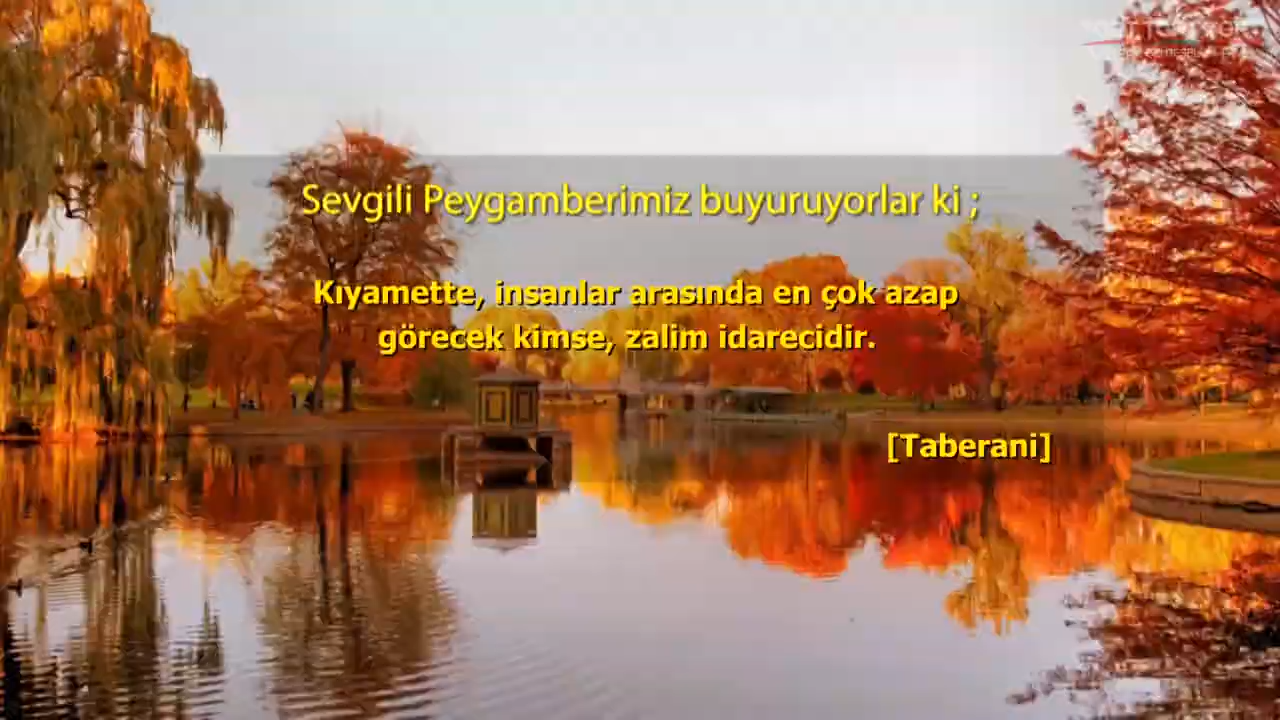 Sevgili Peygamberimiz buyuruyorlar ki ;
Kıyamette, insanlar arasında en çok azap
görecek kimse, zalim idarecidir.
[Taberani]